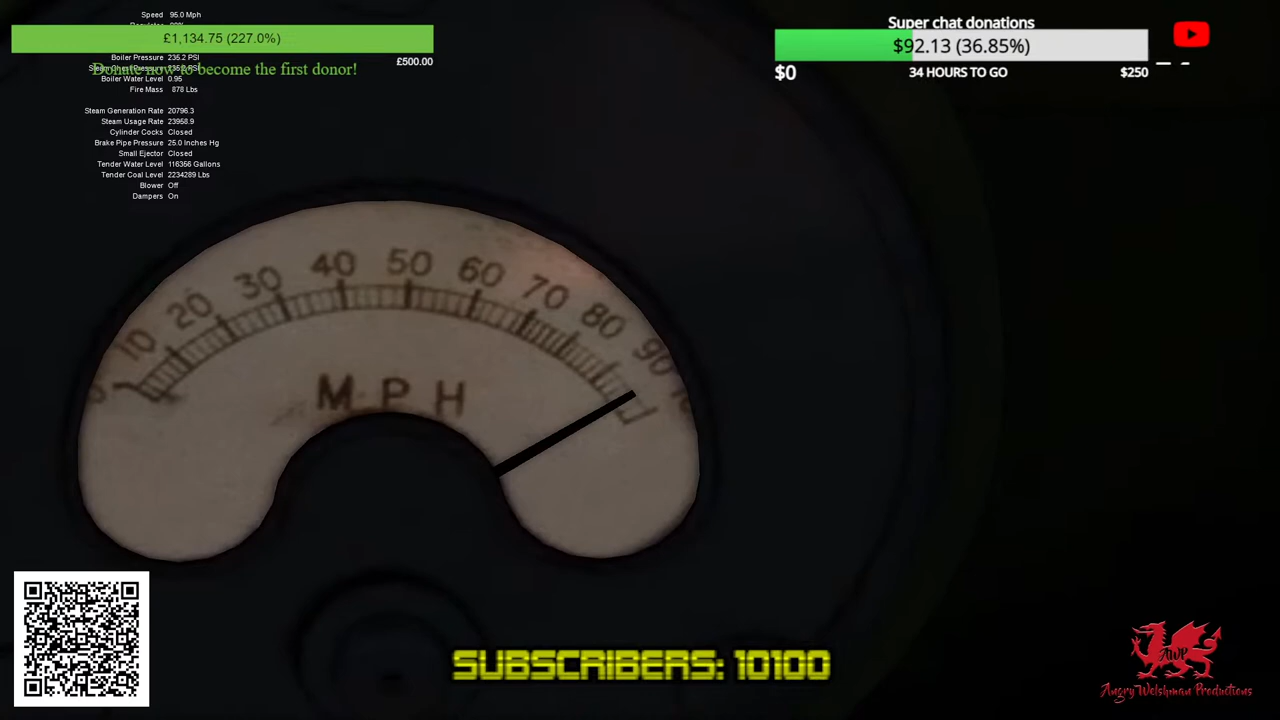 Speed 95.0 Mph
£1,134.75 (227.0%)
£500.00
Boiler Pressure 235.2 PSI
Donate now to become the first donor!
Boiler Water Level 0.95
Fire Mass 878 Lbs
Steam Generation Rate 20796.3
Steam Usage Rate 23958.9
Cylinder Cocks Closed
Brake Pipe Pressure 25.0 Inches Hg
Small Ejector Closed
Tender Water Level 116356 Gallons
Tender Coal Level 2234289 Lbs
Blower Off
Dampers On
Super chat donations
$92.13 (36.85%)
$0 34 HOURS TO GO $250
0 10 20 30 40 50 60 70 80 90
MPH
SUBSCRIBERS: 10100
AWP
Angry Welshman Productions